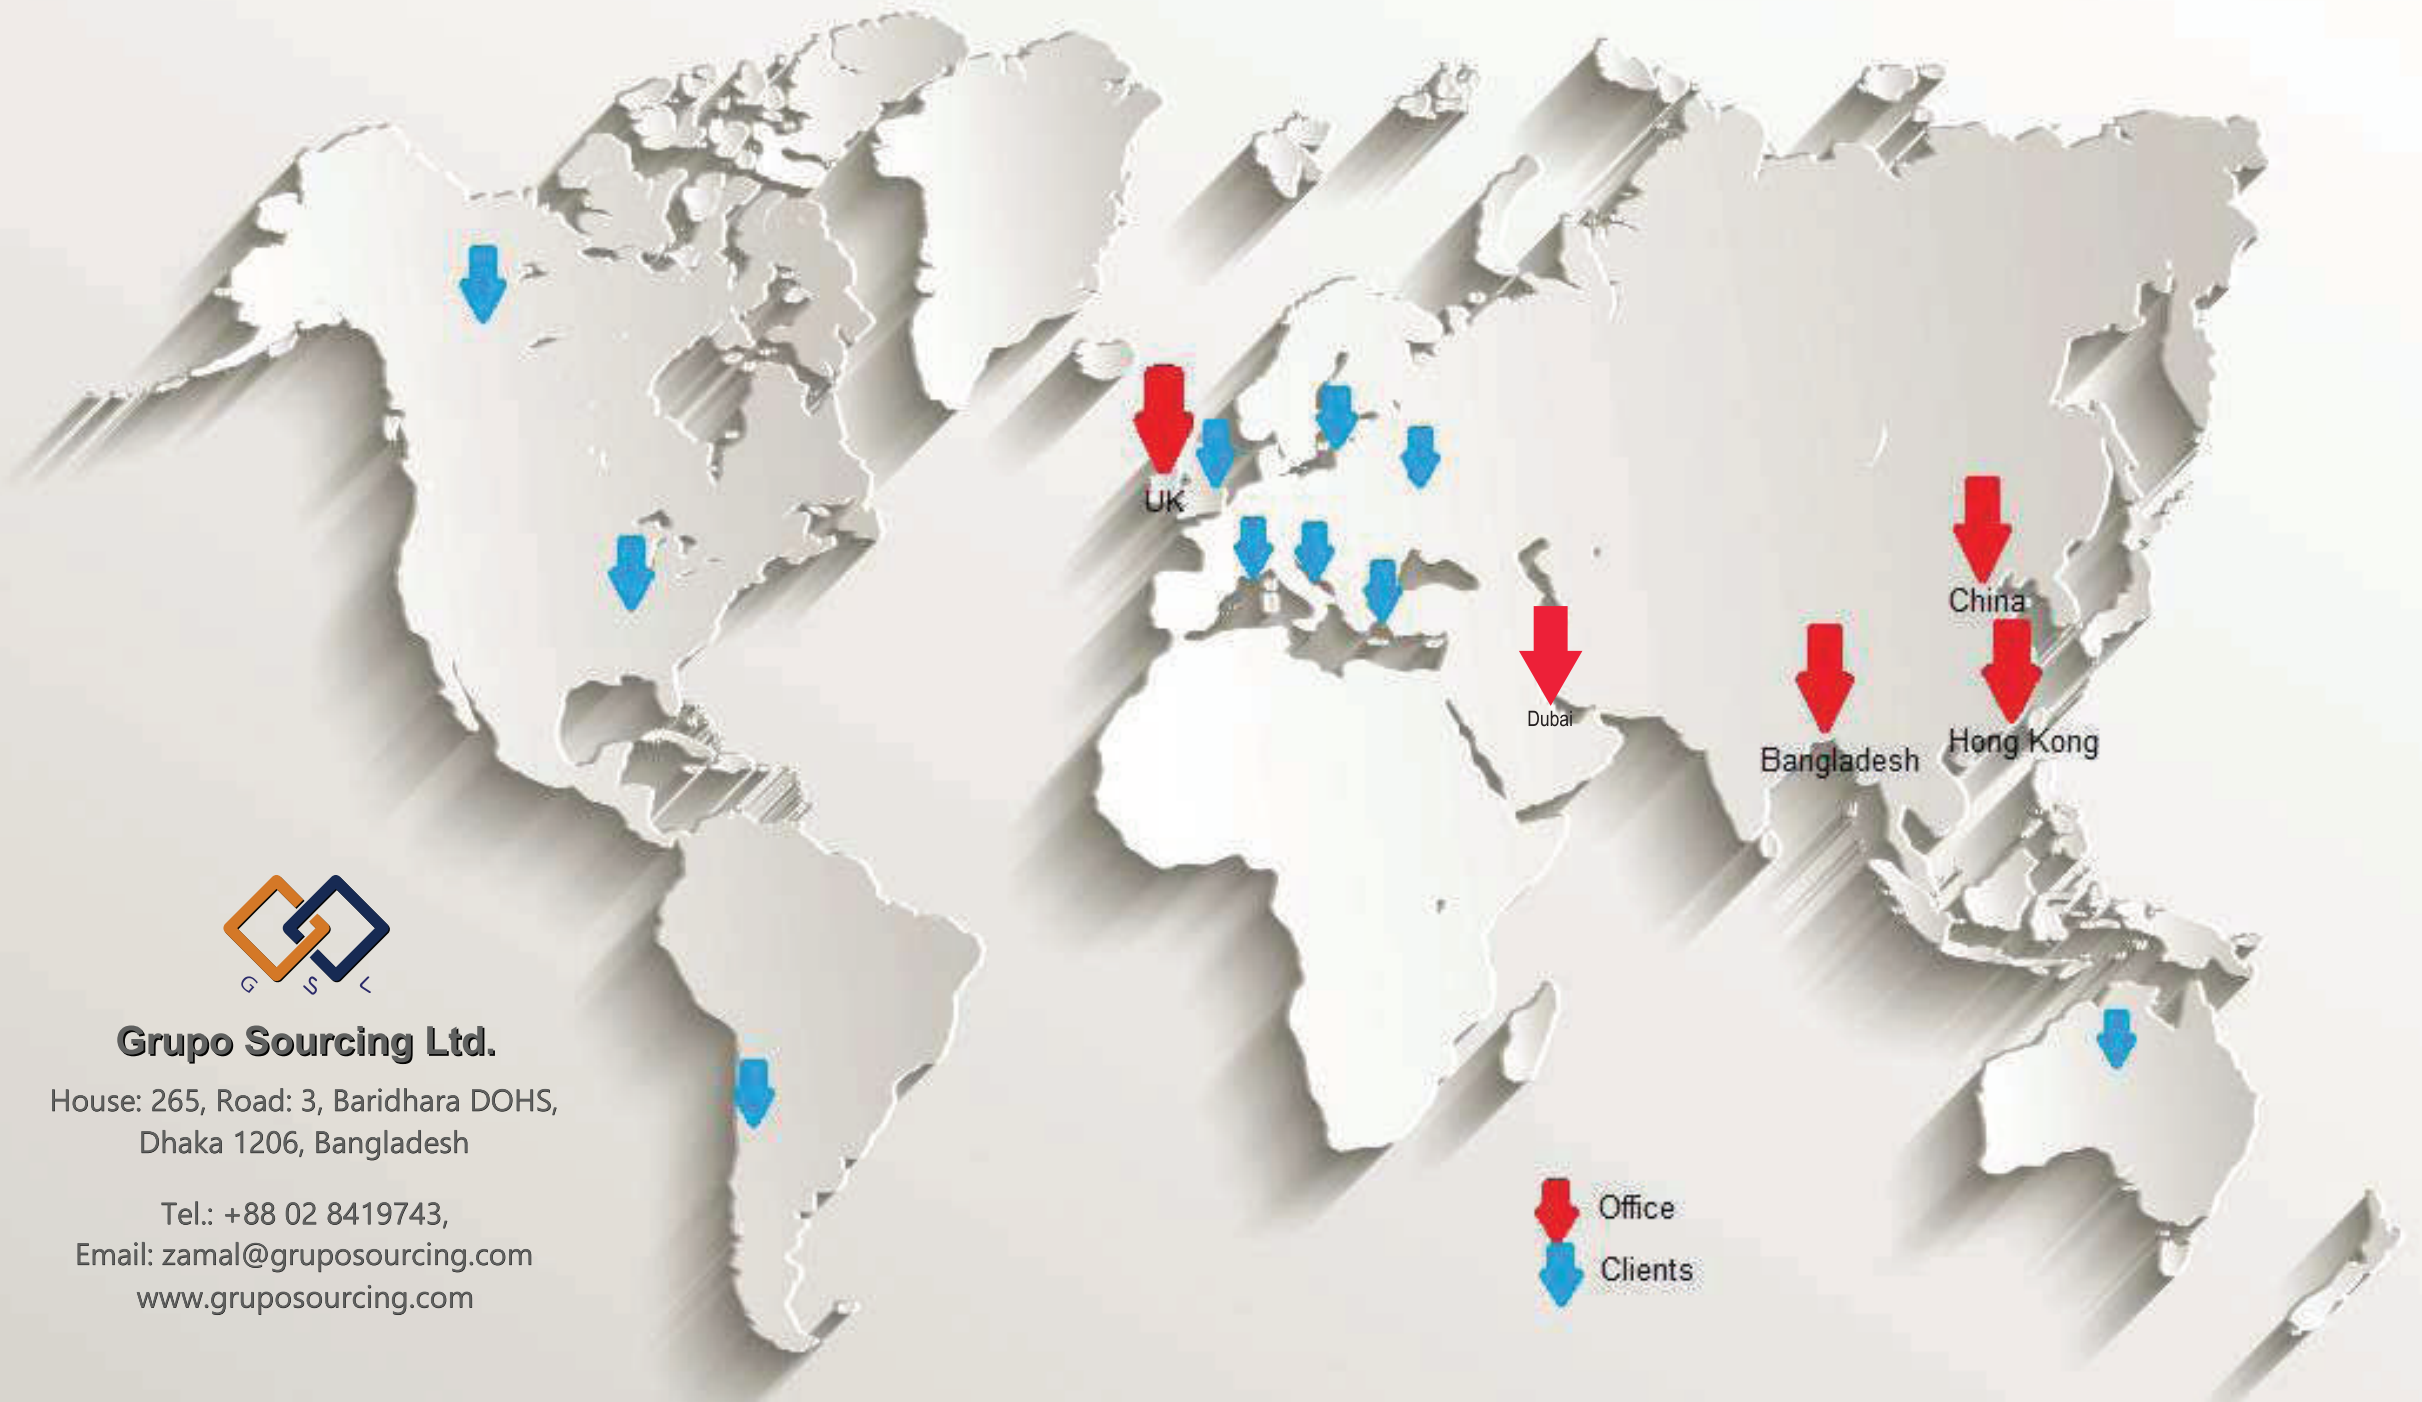 UK
China
Dubai
Bangladesh
Hong Kong
G S L
Grupo Sourcing Ltd.
House: 265, Road: 3, Baridhara DOHS,
Dhaka 1206, Bangladesh
Tel.: +88 02 8419743,
Email: zamal@gruposourcing.com
www.gruposourcing.com
Office
Clients